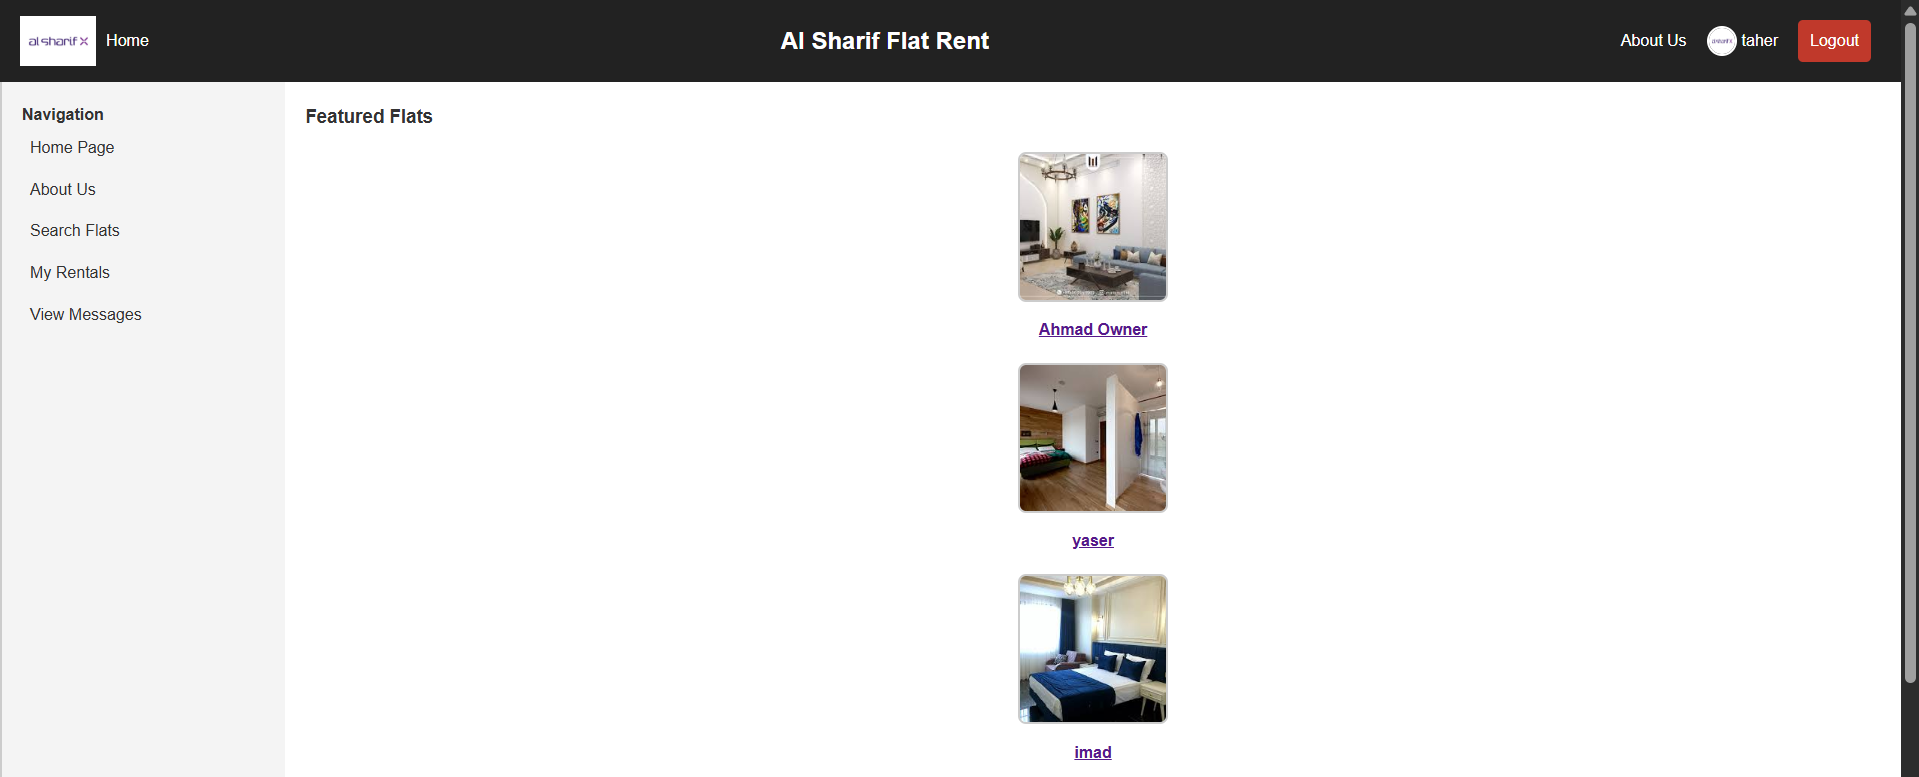 al sharif X
Home
Al Sharif Flat Rent
About Us
taher
Logout
Navigation
Home Page
About Us
Search Flats
My Rentals
View Messages
Featured Flats
Ahmad Owner
yaser
imad